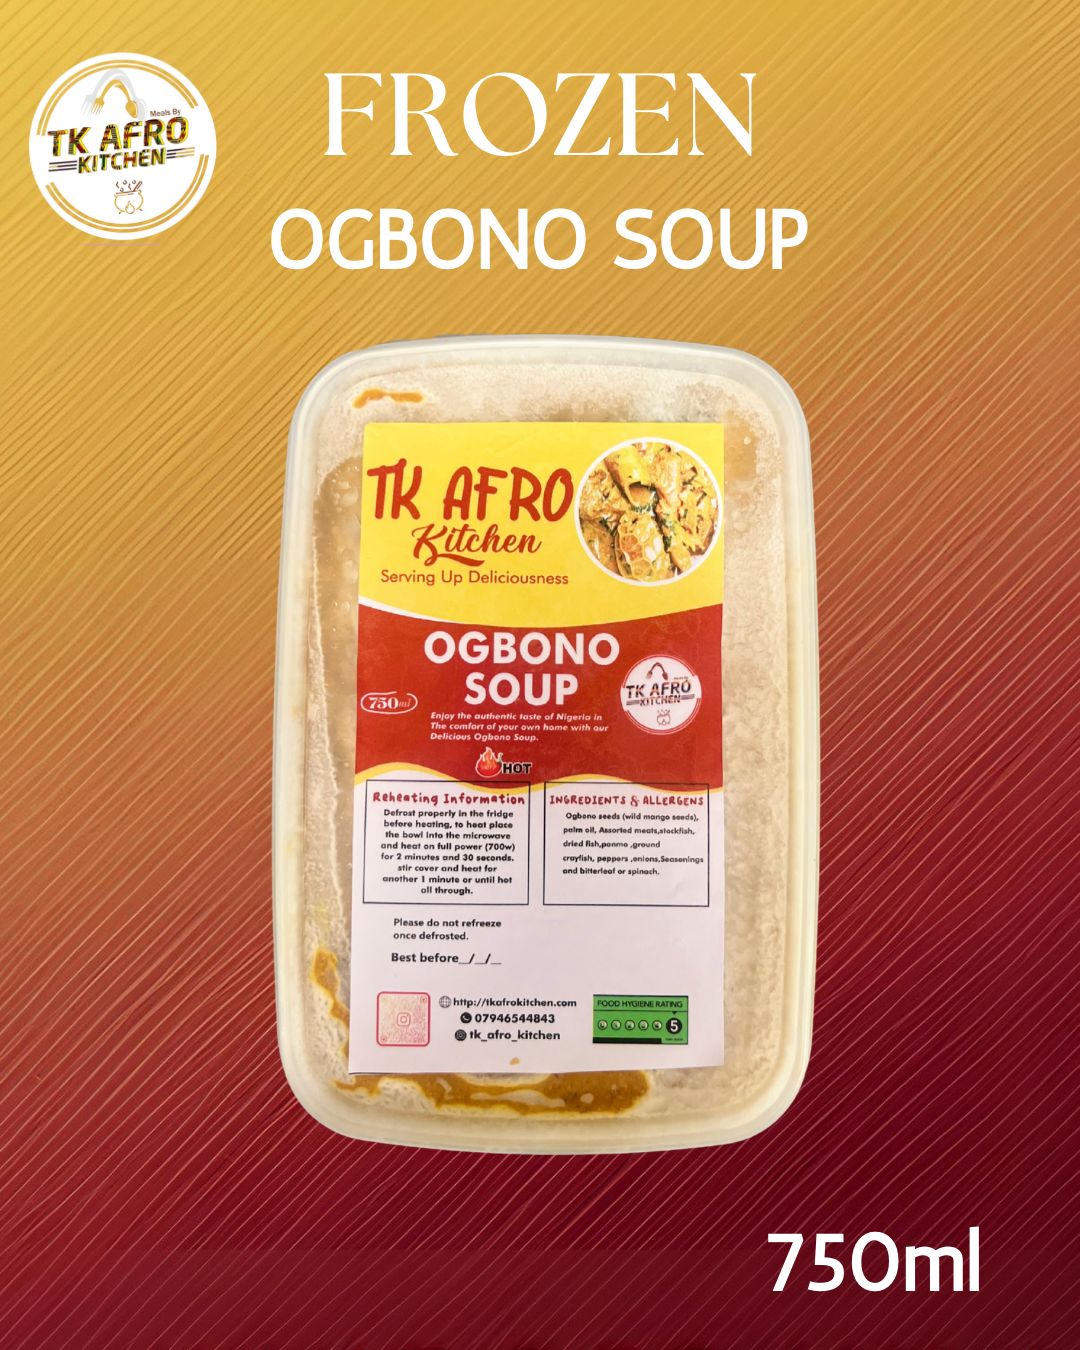 Meals By
TK AFRO
KITCHEN
FROZEN
OGBONO SOUP
TK AFRO
Kitchen
Serving Up Deliciousness
OGBONO
SOUP
750ml
Enjoy the authentic taste of Nigeria in
The comfort of your own home with our
Delicious Ogbono Soup.
HOT
TK AFRO
KITCHEN
Reheating Information
Defrost properly in the fridge
before heating, to heat place
the bowl into the microwave
and heat on full power (700w)
for 2 minutes and 30 seconds.
stir cover and heat for
another 1 minute or until hot
all through.
INGREDIENTS & ALLERGENS
Ogbono seeds (wild mango seeds),
palm oil, Assorted meats,stockfish,
dried fish,ponmo ,ground
crayfish, peppers ,onions,Seasonings
and bitterleaf or spinach.
Please do not refreeze
once defrosted.
Best before_/_/_
http://tkafrokitchen.com
07946544843
tk_afro_kitchen
FOOD HYGIENE RATING
5
750ml